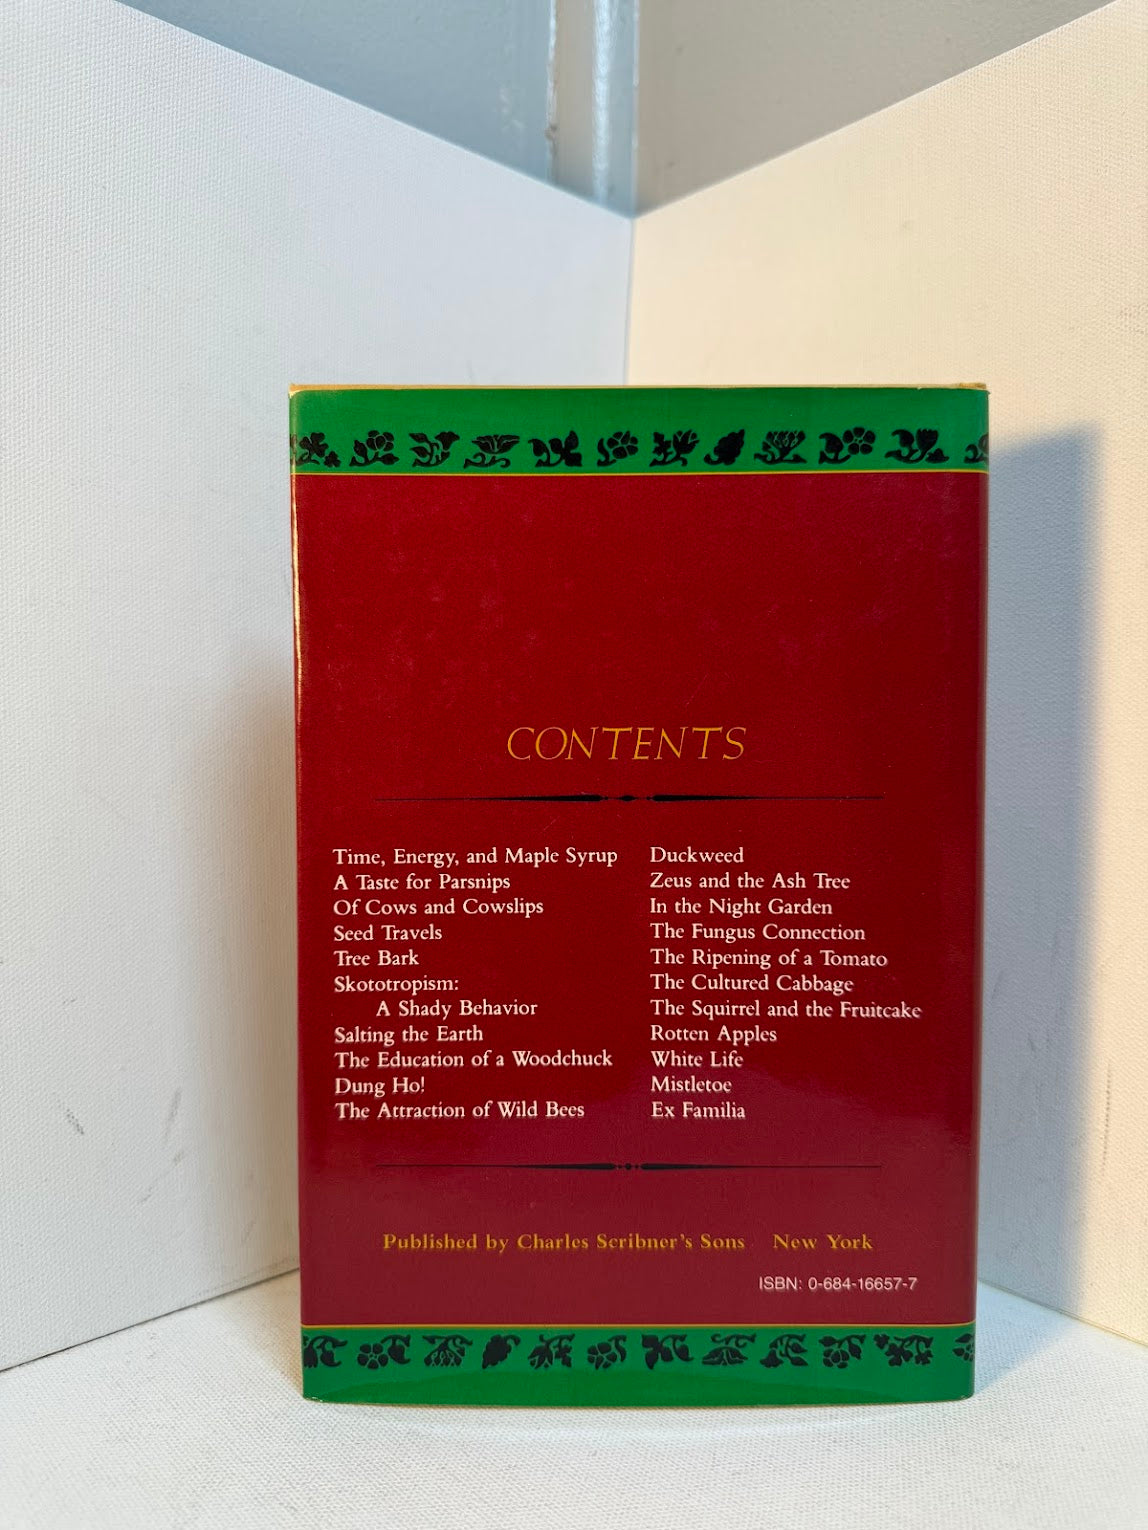 CONTENTS
Time, Energy, and Maple Syrup
A Taste for Parsnips
Of Cows and Cowslips
Seed Travels
Tree Bark
Skototropism:
A Shady Behavior
Salting the Earth
The Education of a Woodchuck
Dung Ho!
The Attraction of Wild Bees
Duckweed
Zeus and the Ash Tree
In the Night Garden
The Fungus Connection
The Ripening of a Tomato
The Cultured Cabbage
The Squirrel and the Fruitcake
Rotten Apples
White Life
Mistletoe
Ex Familia
Published by Charles Scribner's Sons New York
ISBN: 0-684-16657-7